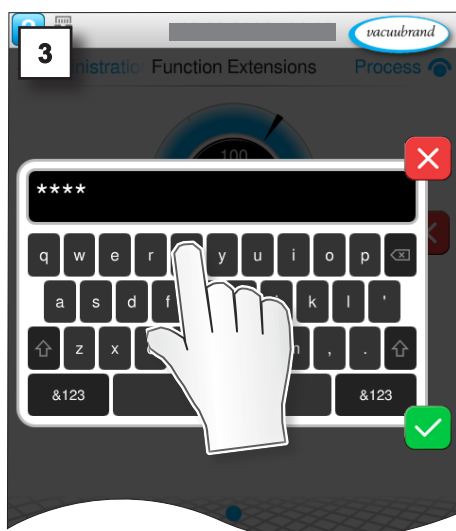 3
vacuubrand
nistratio Function Extensions Process
100
****
q w e r y u i o p
a s d f k l '
z x , .
&123 &123